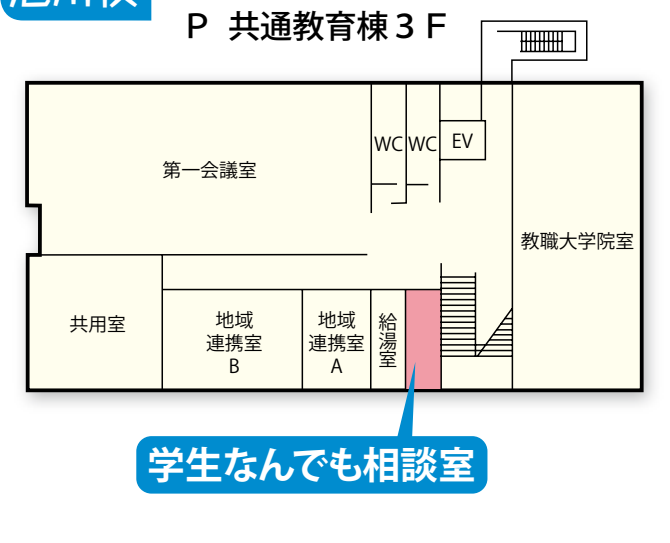 P 共通教育棟3F
WC
WC
EV
第一会議室
教職大学院室
共用室
地域
連携室
B
地域
連携室
A
給湯室
学生なんでも相談室